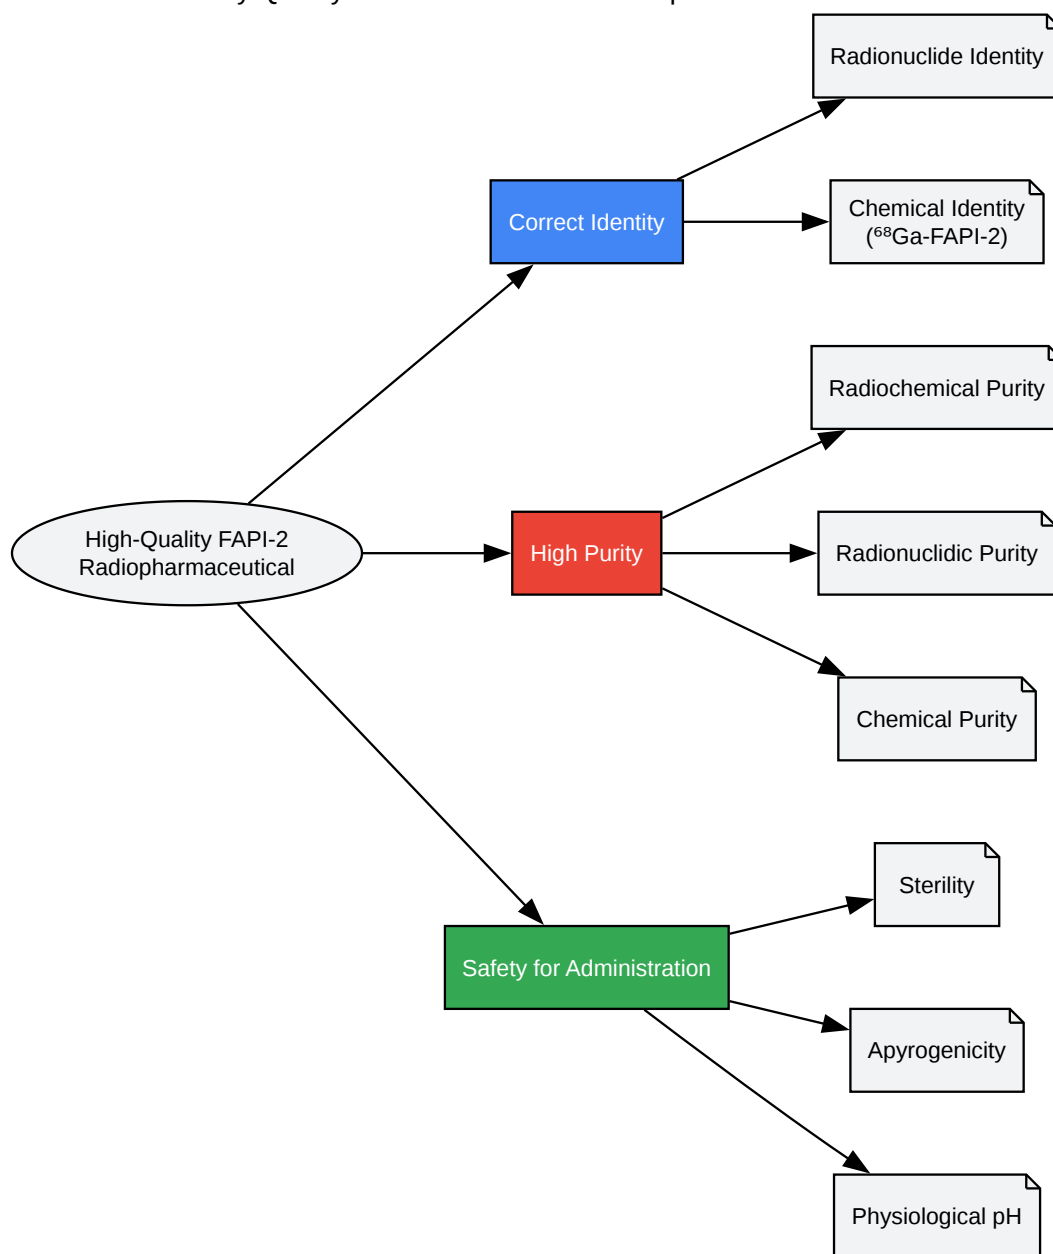 Radionuclide Identity
Correct Identity
Chemical Identity
(⁶⁸Ga-FAPI-2)
Radiochemical Purity
High-Quality FAPI-2
Radiopharmaceutical
High Purity
Radionuclidic Purity
Chemical Purity
Sterility
Safety for Administration
Apyrogenicity
Physiological pH